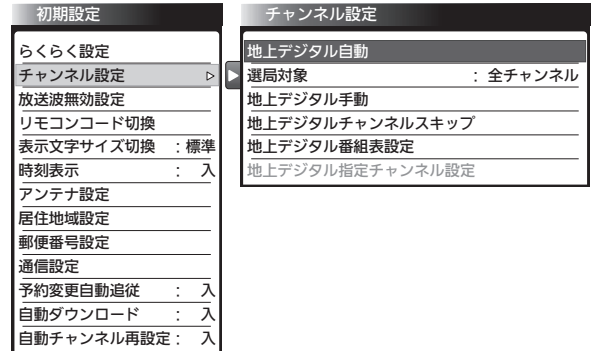 初期設定
らくらく設定
チャンネル設定
放送波無効設定
リモコンコード切換
表示文字サイズ切換 :標準
時刻表示 : 入
アンテナ設定
居住地域設定
郵便番号設定
通信設定
予約変更自動追従 : 入
自動ダウンロード : 入
自動チャンネル再設定: 入
チャンネル設定
地上デジタル自動
選局対象 : 全チャンネル
地上デジタル手動
地上デジタルチャンネルスキップ
地上デジタル番組表設定
地上デジタル指定チャンネル設定